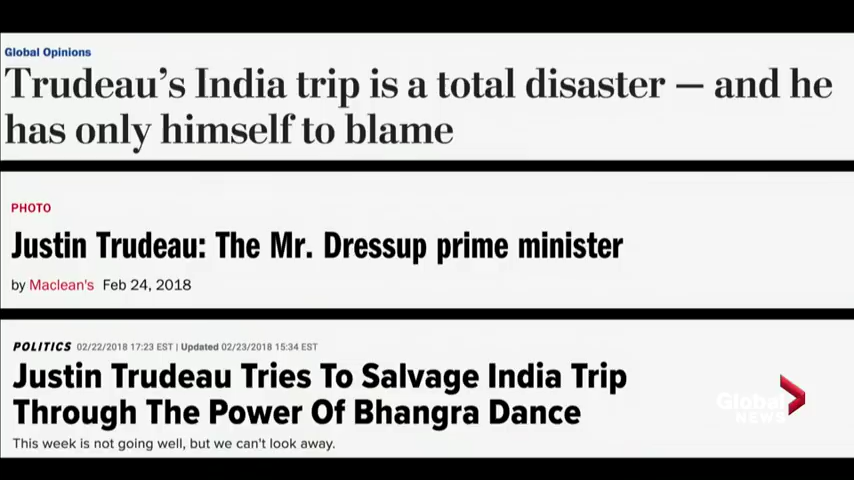 Global Opinions
Trudeau's India trip is a total disaster — and he
has only himself to blame
PHOTO
Justin Trudeau: The Mr. Dressup prime minister
by Maclean's Feb 24, 2018
POLITICS 02/22/2018 17:23 EST | Updated 02/23/2018 15:34 EST
Justin Trudeau Tries To Salvage India Trip
Through The Power Of Bhangra Dance
This week is not going well, but we can't look away.
Global
NEWS